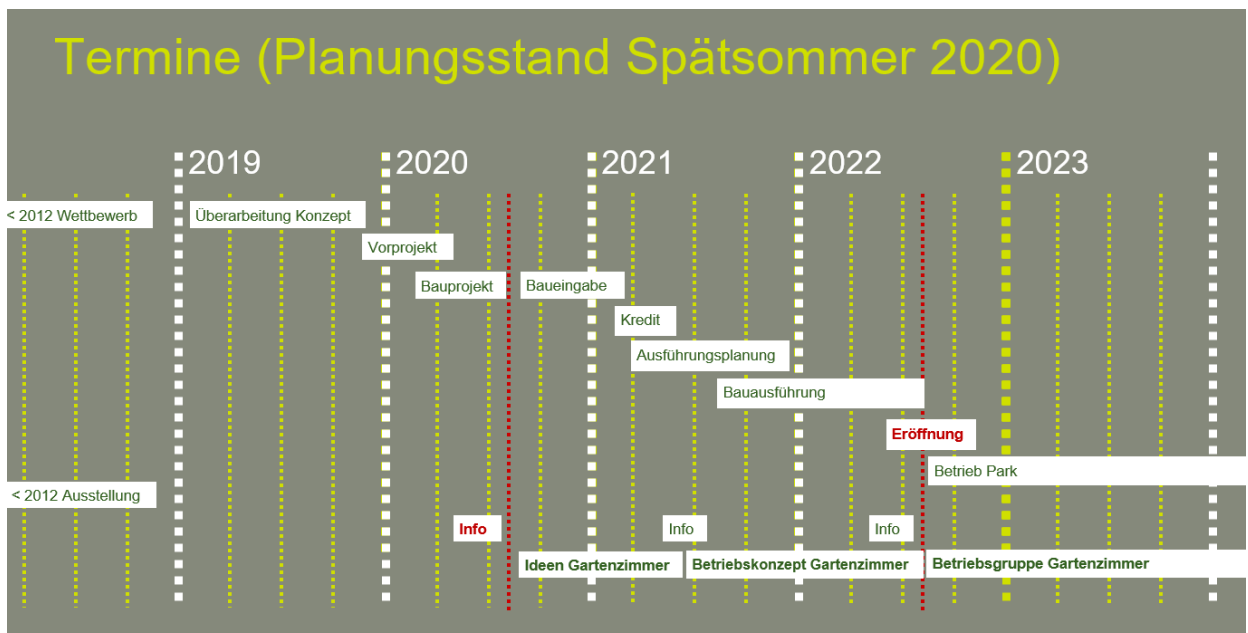 Termine (Planungsstand Spätsommer 2020)
2019
2020
2021
2022
2023
< 2012 Wettbewerb
Überarbeitung Konzept
Vorprojekt
Bauprojekt
Baueingabe
Kredit
Ausführungsplanung
Bauausführung
Eröffnung
Betrieb Park
< 2012 Ausstellung
Info
Info
Info
Ideen Gartenzimmer
Betriebskonzept Gartenzimmer
Betriebsgruppe Gartenzimmer